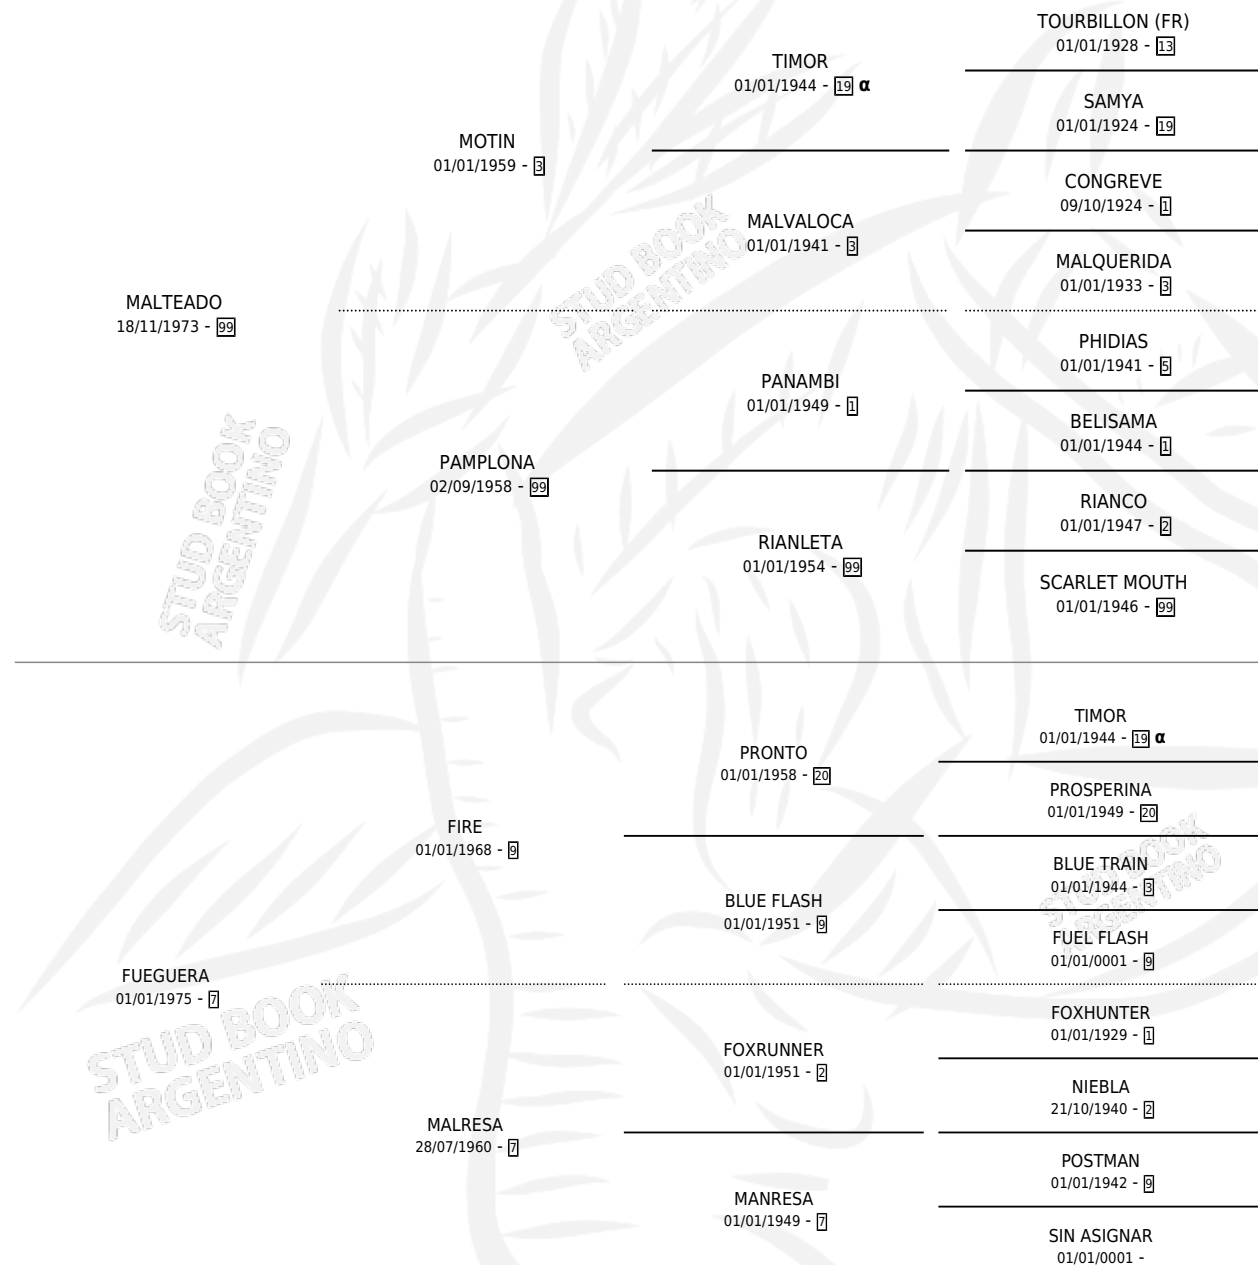 TOURBILLON (FR)
01/01/1928 - 13
TIMOR
01/01/1944 - 19 α
SAMYA
01/01/1924 - 19
MOTIN
01/01/1959 - 3
CONGREVE
09/10/1924 - 1
MALVALOCA
01/01/1941 - 3
MALQUERIDA
01/01/1933 - 3
MALTEADO
18/11/1973 - 99
PHIDIAS
01/01/1941 - 5
PANAMBI
01/01/1949 - 1
BELISAMA
01/01/1944 - 1
PAMPLONA
02/09/1958 - 99
RIANCO
01/01/1947 - 2
RIANLETA
01/01/1954 - 99
SCARLET MOUTH
01/01/1946 - 99
TIMOR
01/01/1944 - 19 α
PRONTO
01/01/1958 - 20
PROSPERINA
01/01/1949 - 20
FIRE
01/01/1968 - 9
BLUE TRAIN
01/01/1944 - 3
BLUE FLASH
01/01/1951 - 9
FUEL FLASH
01/01/0001 - 9
FUEGUERA
01/01/1975 - 7
FOXHUNTER
01/01/1929 - 1
FOXRUNNER
01/01/1951 - 2
NIEBLA
21/10/1940 - 2
MALRESA
28/07/1960 - 7
POSTMAN
01/01/1942 - 9
MANRESA
01/01/1949 - 7
SIN ASIGNAR
01/01/0001 -
STUD BOOK
ARGENTINO
STUD BOOK
ARGENTINO
STUD BOOK
ARGENTINO
STUD BOOK
ARGENTINO